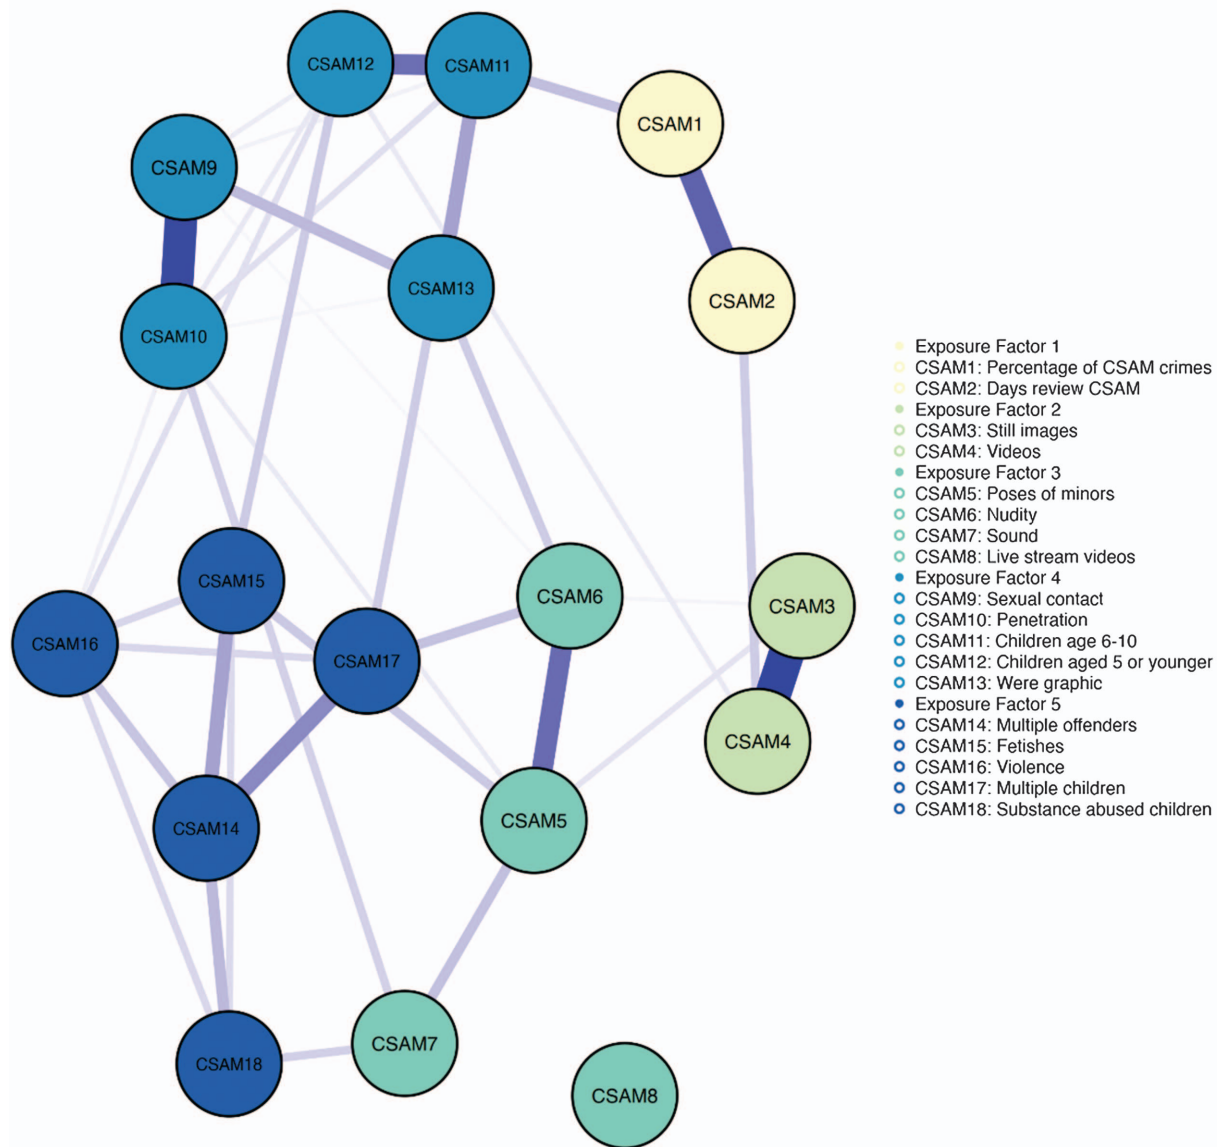 CSAM12
CSAM11
CSAM1
CSAM9
CSAM13
CSAM2
CSAM10
Exposure Factor 1
CSAM1: Percentage of CSAM crimes
CSAM2: Days review CSAM
Exposure Factor 2
CSAM3: Still images
CSAM4: Videos
Exposure Factor 3
CSAM5: Poses of minors
CSAM6: Nudity
CSAM7: Sound
CSAM8: Live stream videos
Exposure Factor 4
CSAM9: Sexual contact
CSAM10: Penetration
CSAM11: Children age 6-10
CSAM12: Children aged 5 or younger
CSAM13: Were graphic
Exposure Factor 5
CSAM14: Multiple offenders
CSAM15: Fetishes
CSAM16: Violence
CSAM17: Multiple children
CSAM18: Substance abused children
CSAM15
CSAM6
CSAM3
CSAM16
CSAM17
CSAM4
CSAM14
CSAM5
CSAM7
CSAM18
CSAM8